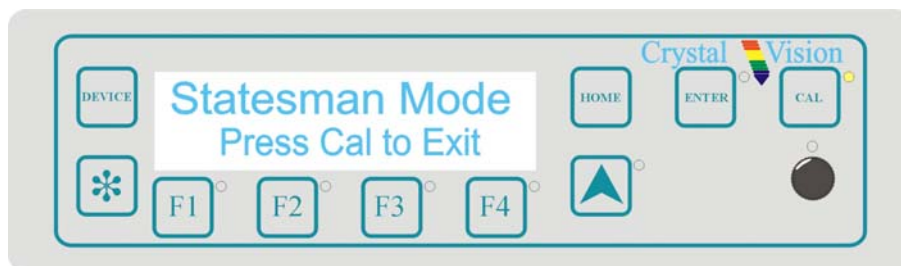 Crystal Vision
DEVICE
Statesman Mode
Press Cal to Exit
HOME
ENTER
CAL
F1
F2
F3
F4